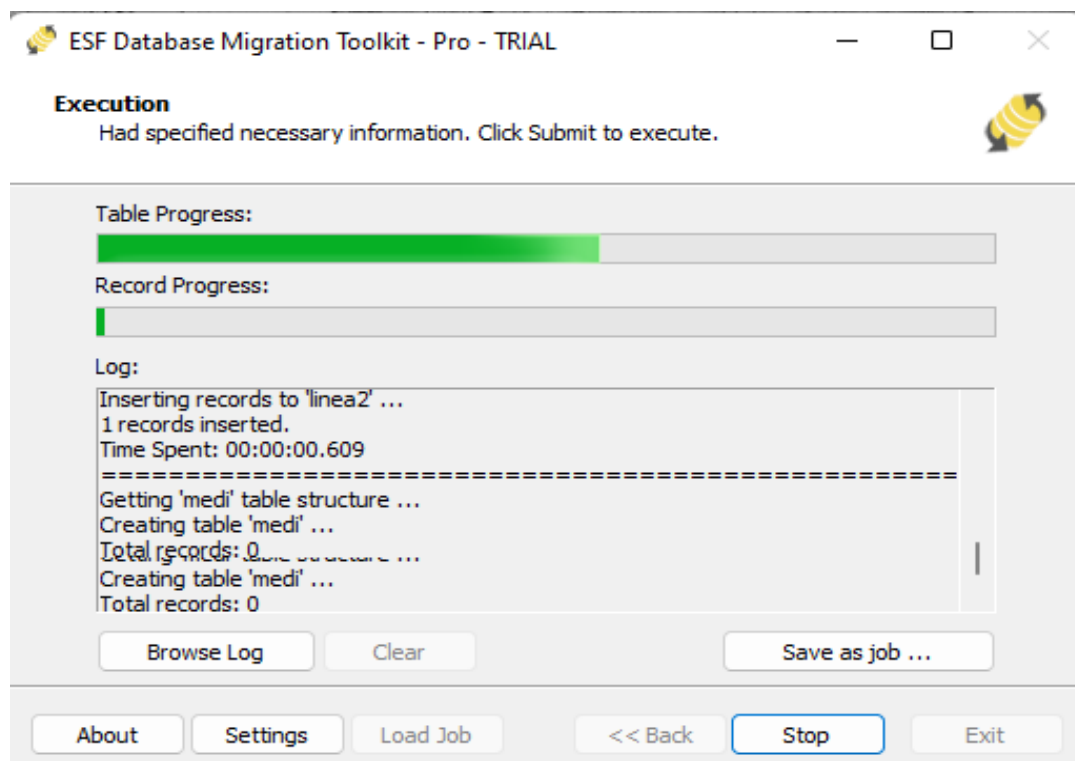 ESF Database Migration Toolkit - Pro - TRIAL
Execution
Had specified necessary information. Click Submit to execute.
Table Progress:
Record Progress:
Log:
Inserting records to 'linea2' ...
1 records inserted.
Time Spent: 00:00:00.609
===================================================
Getting 'medi' table structure ...
Creating table 'medi' ...
Total records: 0
Creating table 'medi' ...
Total records: 0
Browse Log
Clear
Save as job ...
About
Settings
Load Job
<< Back
Stop
Exit